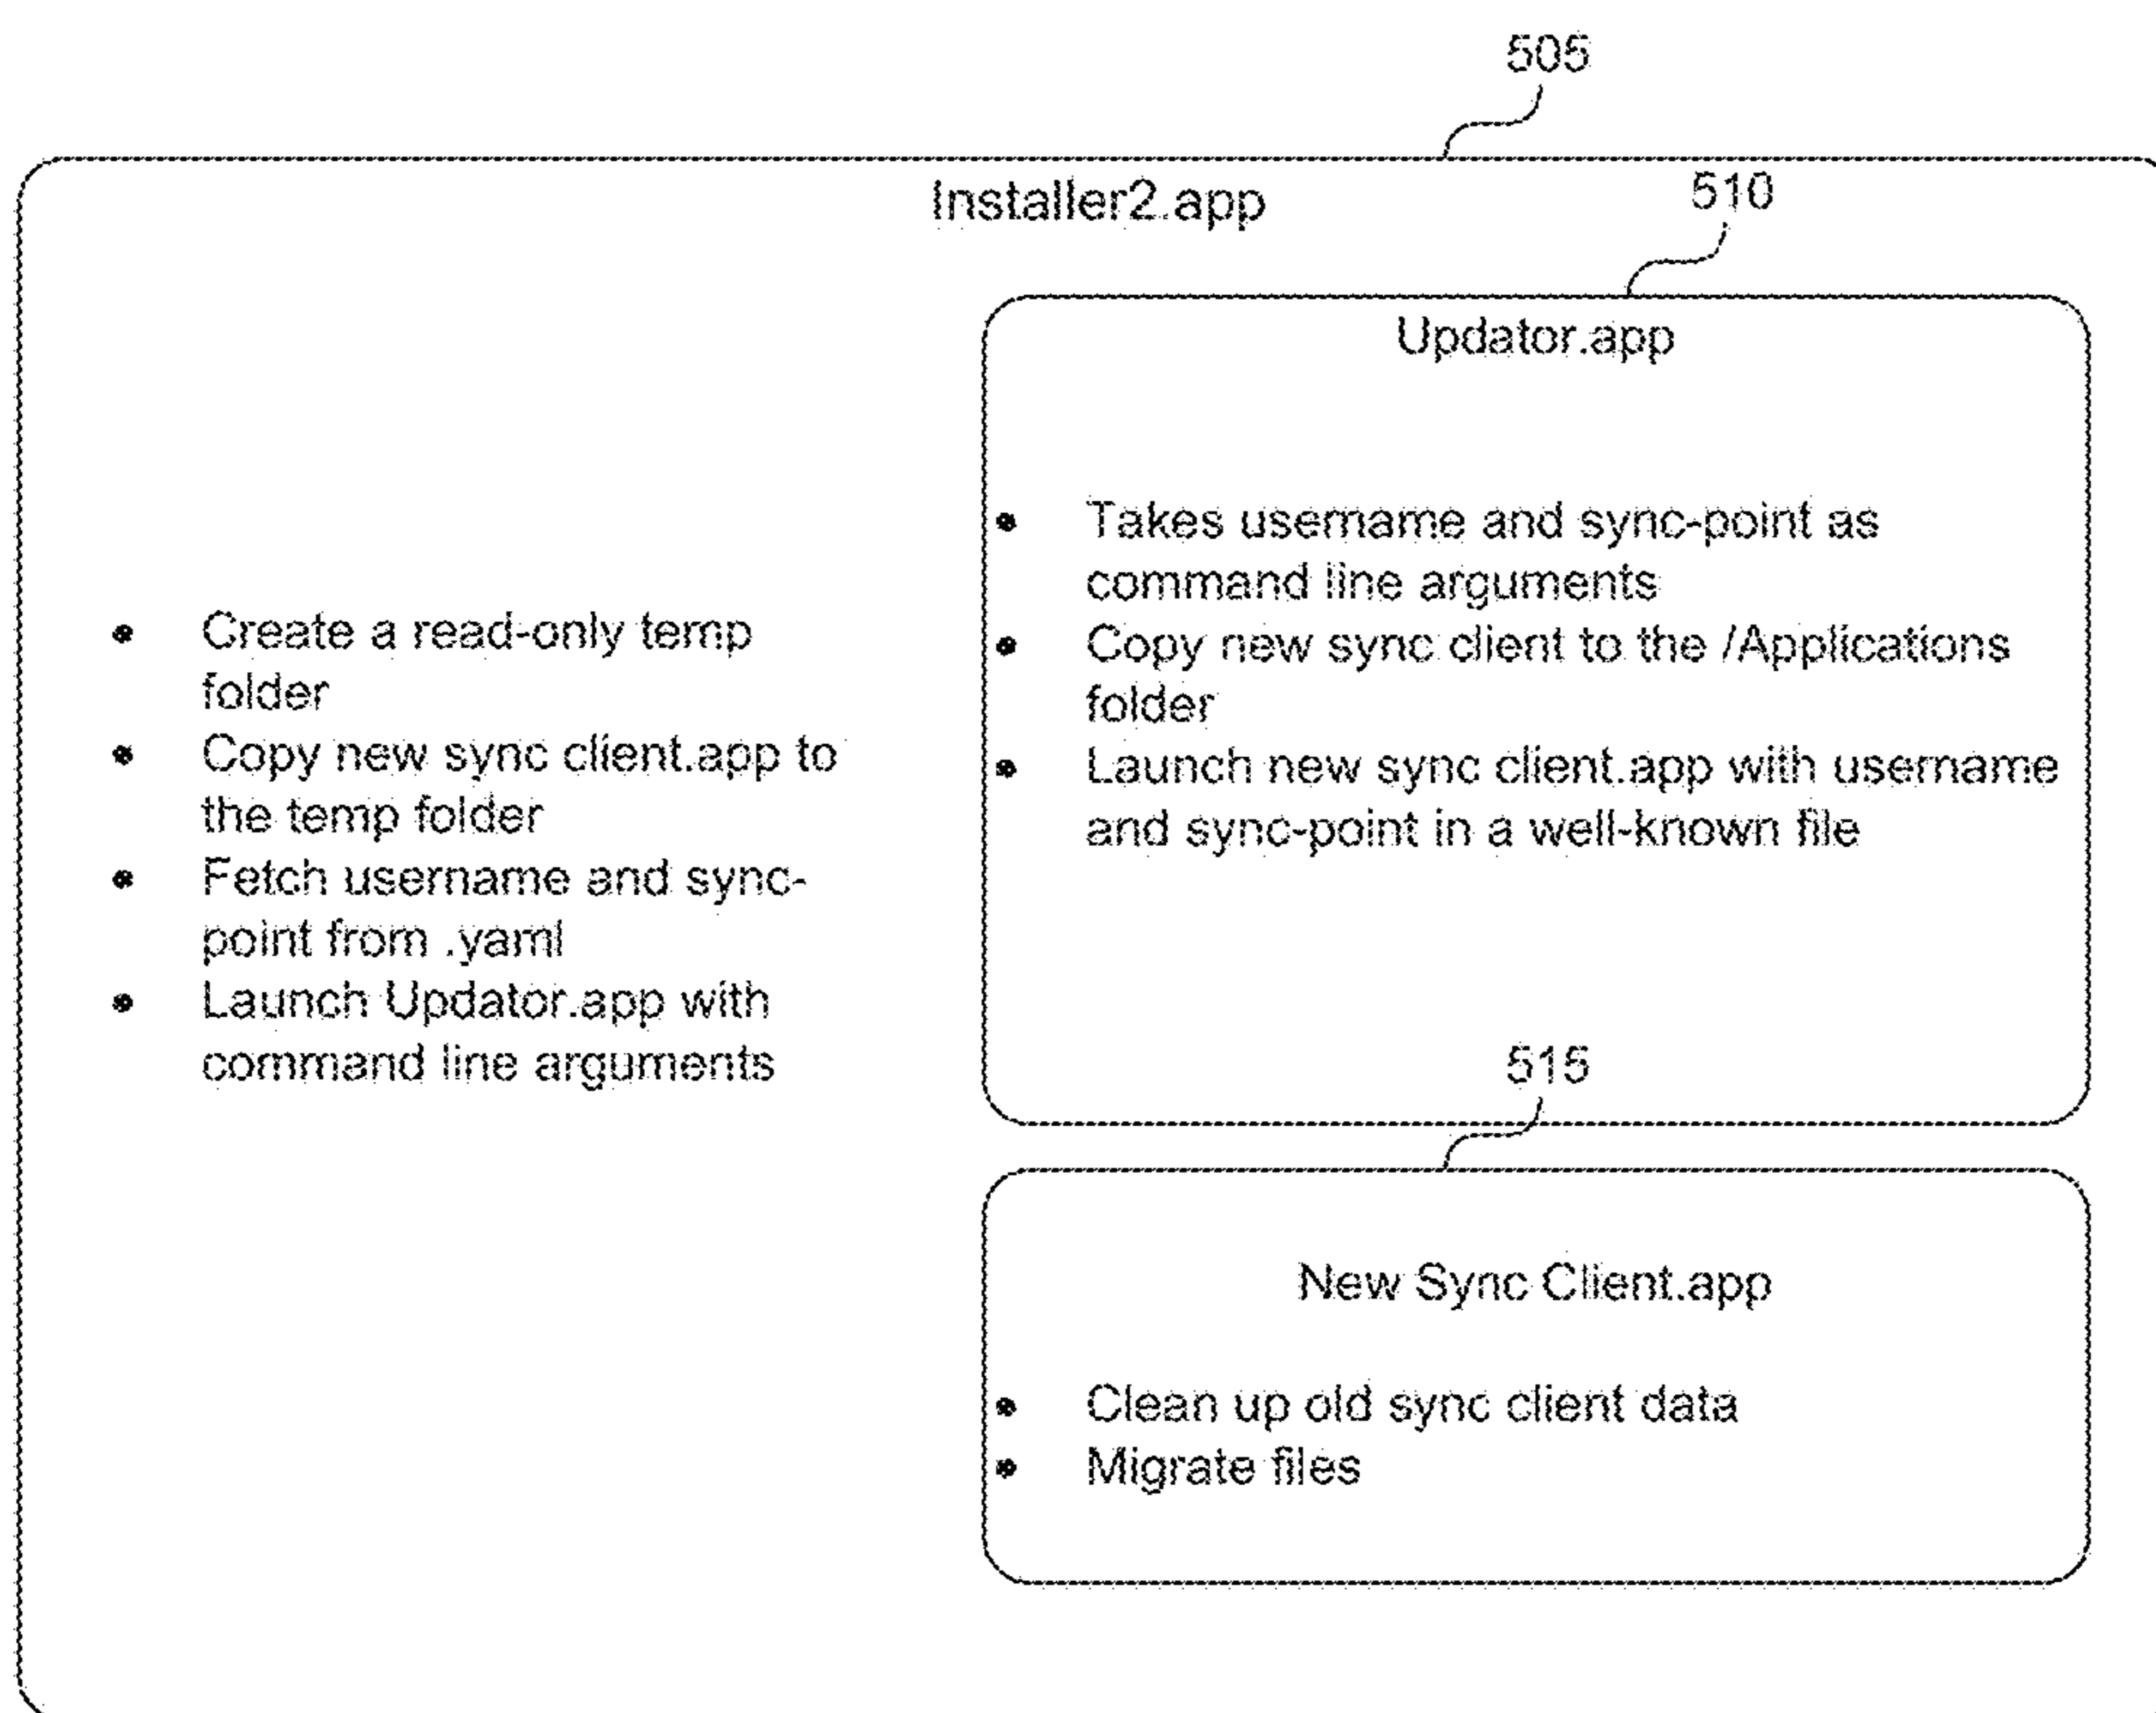 505
Installer2.app
510
Updator.app
• Takes username and sync-point as
command line arguments
• Copy new sync client to the /Applications
folder
• Launch new sync client.app with username
and sync-point in a well-known file
• Create a read-only temp
folder
• Copy new sync client.app to
the temp folder
• Fetch username and sync-
point from .yaml
• Launch Updator.app with
command line arguments
515
New Sync Client.app
• Clean up old sync client data
• Migrate files